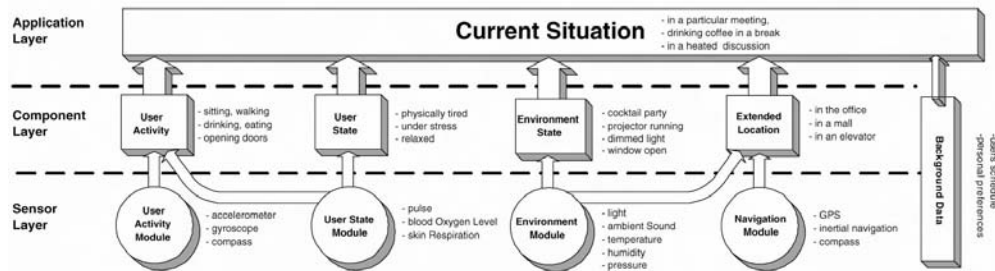 Application
Layer
Current Situation
- in a particular meeting,
- drinking coffee in a break
- in a heated discussion
Component
Layer
User
Activity
- sitting, walking
- drinking, eating
- opening doors
User
State
- physically tired
- under stress
- relaxed
Environment
State
- cocktail party
- projector running
- dimmed light
- window open
Extended
Location
- in the office
- in a mall
- in an elevator
Background Data
-users schedule
-personal preferences
Sensor
Layer
User
Activity
Module
- accelerometer
- gyroscope
- compass
User State
Module
- pulse
- blood Oxygen Level
- skin Respiration
Environment
Module
- light
- ambient Sound
- temperature
- humidity
- pressure
Navigation
Module
- GPS
- inertial navigation
- compass